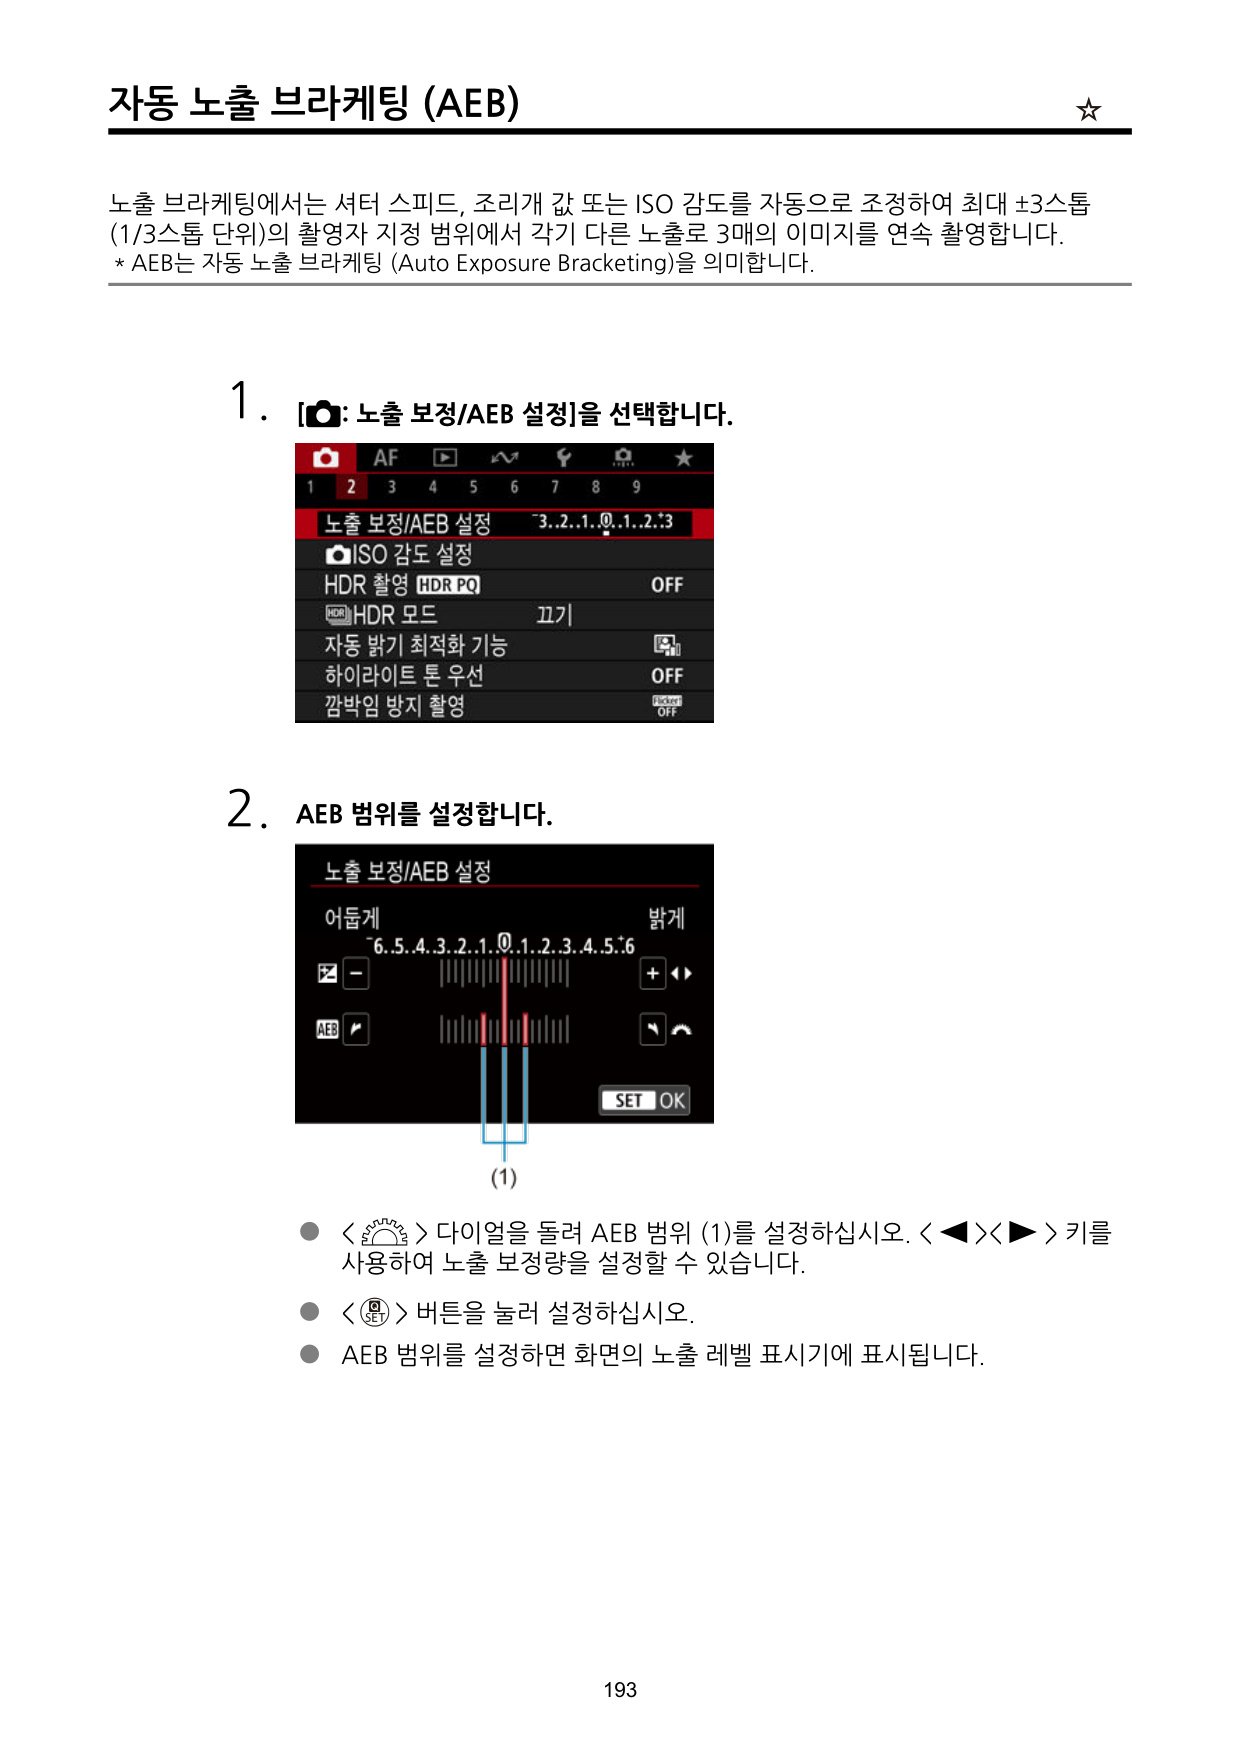 자동 노출 브라케팅 (AEB) ☆
노출 브라케팅에서는 셔터 스피드, 조리개 값 또는 ISO 감도를 자동으로 조정하여 최대 ±3스톱
(1/3스톱 단위)의 촬영자 지정 범위에서 각기 다른 노출로 3매의 이미지를 연속 촬영합니다.
* AEB는 자동 노출 브라케팅 (Auto Exposure Bracketing)을 의미합니다.
1. [: 노출 보정/AEB 설정]을 선택합니다.
AF
1 2 3 4 5 6 7 8 9
노출 보정/AEB 설정 ⁻3..2..1..0..1..2.⁺3
ISO 감도 설정
HDR 촬영 HDR PQ OFF
HDR HDR 모드 끄기
자동 밝기 최적화 기능
하이라이트 톤 우선 OFF
깜박임 방지 촬영 Flicker! OFF
2. AEB 범위를 설정합니다.
노출 보정/AEB 설정
어둡게 밝게
⁻6..5..4..3..2..1..0..1..2..3..4..5.⁺6
− +
AEB
SET OK
(1)
● < > 다이얼을 돌려 AEB 범위 (1)를 설정하십시오. < ◀ >< ▶ > 키를
사용하여 노출 보정량을 설정할 수 있습니다.
● < Q SET > 버튼을 눌러 설정하십시오.
● AEB 범위를 설정하면 화면의 노출 레벨 표시기에 표시됩니다.
193